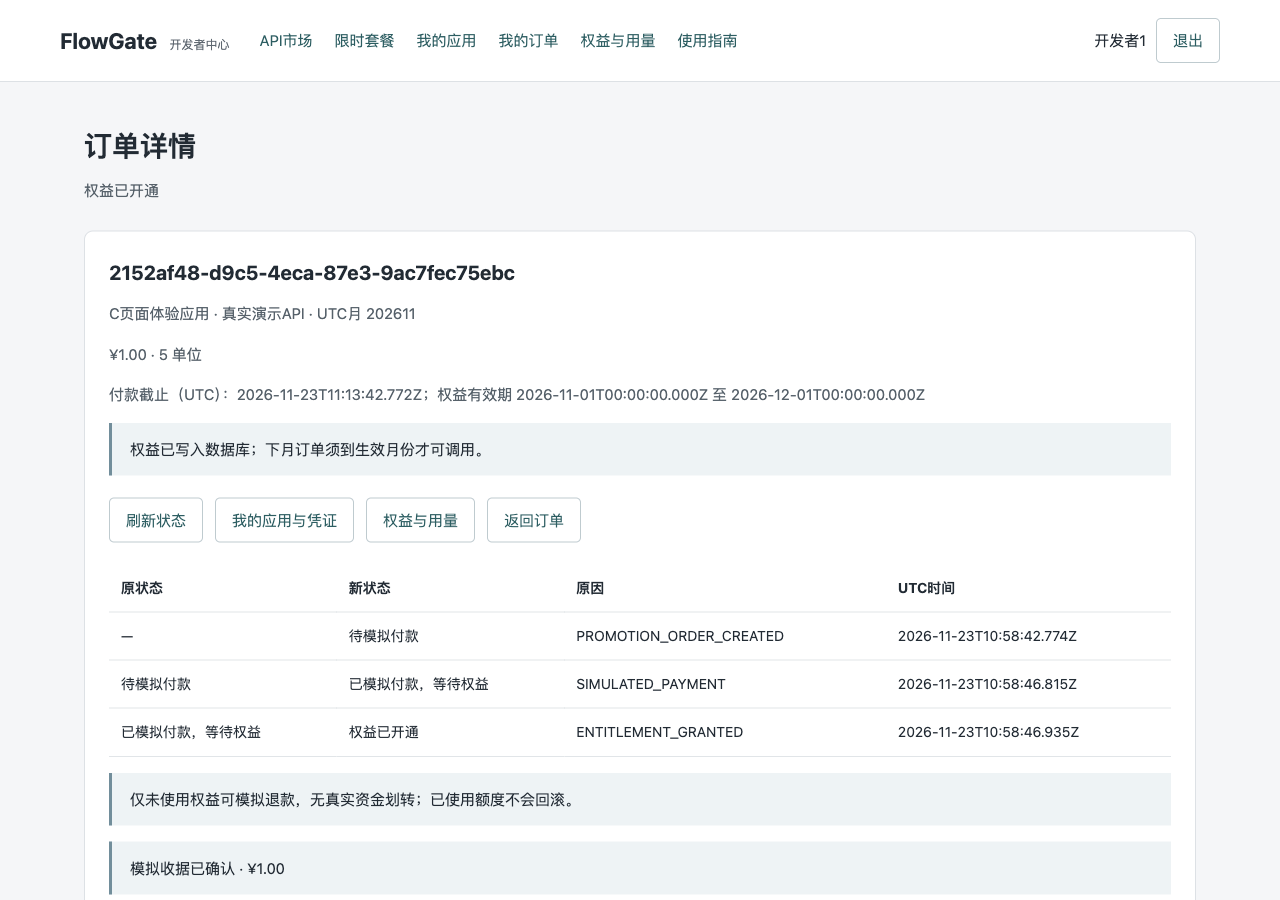 FlowGate 开发者中心 API市场 限时套餐 我的应用 我的订单 权益与用量 使用指南 开发者1 退出
订单详情
权益已开通
2152af48-d9c5-4eca-87e3-9ac7fec75ebc
C页面体验应用 · 真实演示API · UTC月 202611
¥1.00 · 5 单位
付款截止（UTC）：2026-11-23T11:13:42.772Z；权益有效期 2026-11-01T00:00:00.000Z 至 2026-12-01T00:00:00.000Z
权益已写入数据库；下月订单须到生效月份才可调用。
刷新状态 我的应用与凭证 权益与用量 返回订单
原状态 新状态 原因 UTC时间
— 待模拟付款 PROMOTION_ORDER_CREATED 2026-11-23T10:58:42.774Z
待模拟付款 已模拟付款，等待权益 SIMULATED_PAYMENT 2026-11-23T10:58:46.815Z
已模拟付款，等待权益 权益已开通 ENTITLEMENT_GRANTED 2026-11-23T10:58:46.935Z
仅未使用权益可模拟退款，无真实资金划转；已使用额度不会回滚。
模拟收据已确认 · ¥1.00